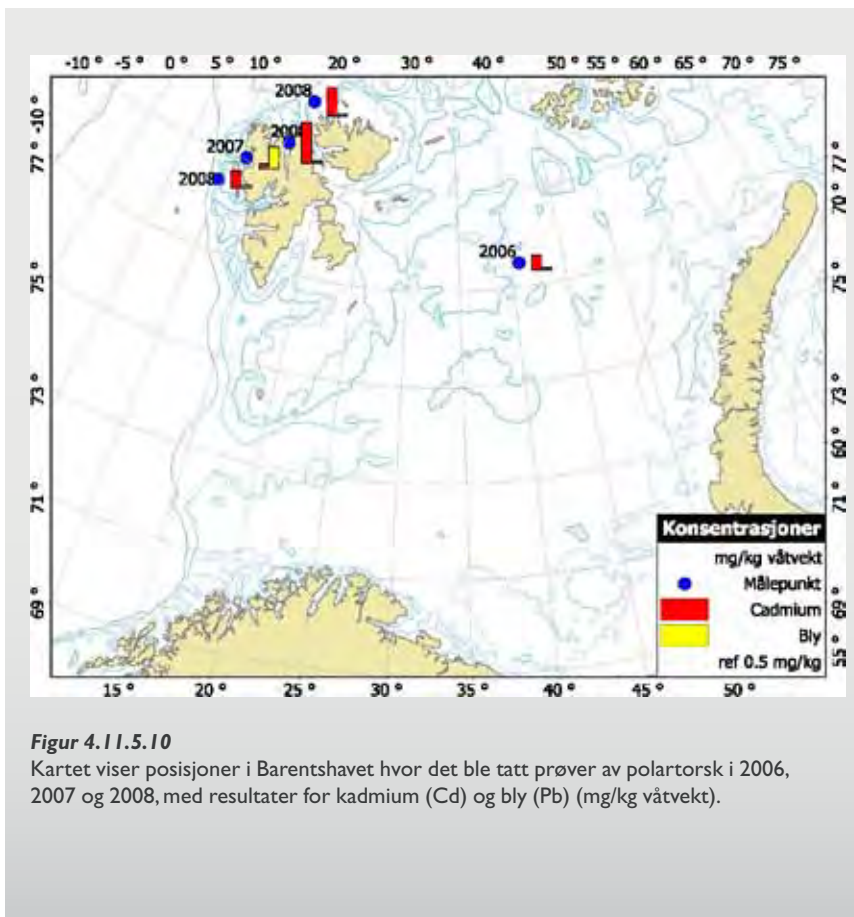 -10 ° -5 ° 0 ° 5 ° 10 ° 20 ° 30 ° 40 ° 50 ° 55 ° 60 ° 65 ° 70 ° 75 °
-10 °
77 °
75 °
73 °
71 °
69 °
77 °
70 °
75 °
73 °
60 °
71 °
69 °
55 °
2008
2007
2008
2006
Konsentrasjoner
mg/kg våtvekt
Målepunkt
Cadmium
Bly
ref 0.5 mg/kg
15 ° 20 ° 25 ° 30 ° 35 ° 40 ° 45 ° 50 °
Figur 4.11.5.10
Kartet viser posisjoner i Barentshavet hvor det ble tatt prøver av polartorsk i 2006,
2007 og 2008, med resultater for kadmium (Cd) og bly (Pb) (mg/kg våtvekt).